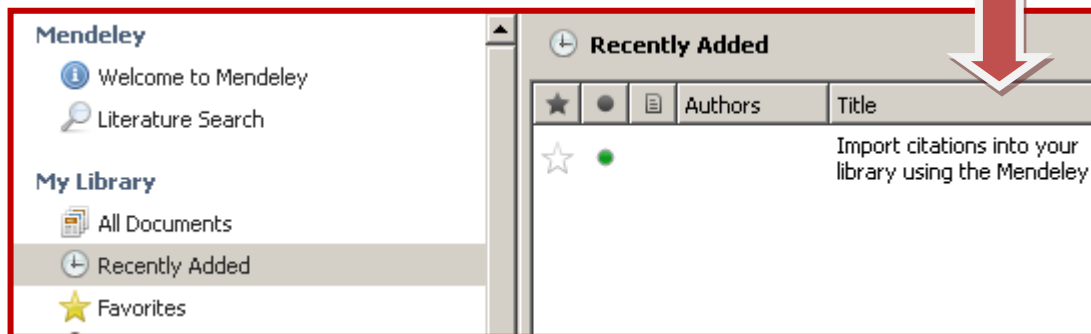 Mendeley
Welcome to Mendeley
Literature Search
My Library
All Documents
Recently Added
Favorites
Recently Added
Authors
Title
Import citations into your
library using the Mendeley